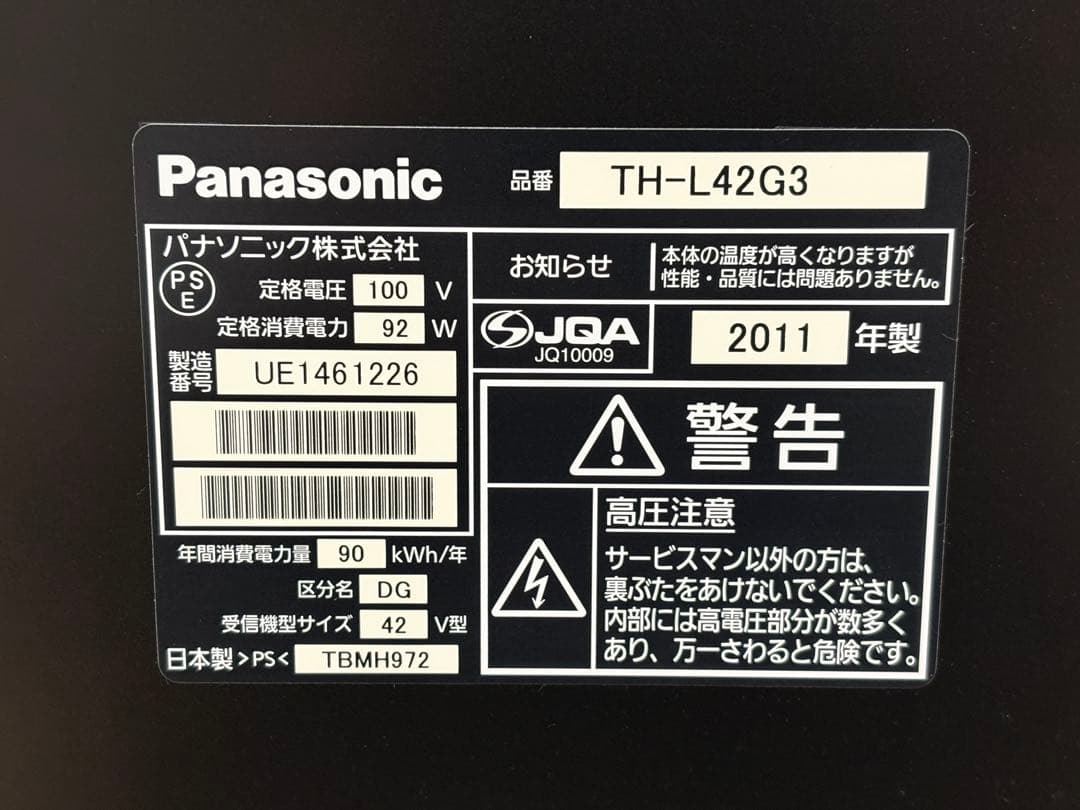 Panasonic 品番 TH-L42G3
パナソニック株式会社
PSE 定格電圧 100 V
定格消費電力 92 W
製造番号 UE1461226
年間消費電力量 90 kWh/年
区分名 DG
受信機型サイズ 42 V型
日本製 >PS< TBMH972
お知らせ
本体の温度が高くなりますが
性能・品質には問題ありません。
JQA
JQ10009
2011 年製
警告
高圧注意
サービスマン以外の方は、
裏ぶたをあけないでください。
内部には高電圧部分が数多く
あり、万一さわると危険です。